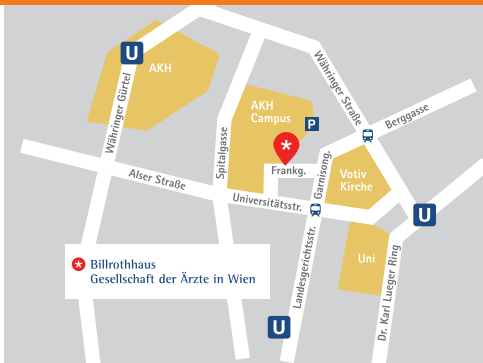 U
AKH
Währinger Gürtel
Spitalgasse
AKH
Campus
P
Währinger Straße
Berggasse
Frankg.
Garnisong.
Votiv
Kirche
Alser Straße
Universitätsstr.
U
Landesgerichtsstr.
Uni
Dr. Karl Lueger Ring
Billrothhaus
Gesellschaft der Ärzte in Wien
U